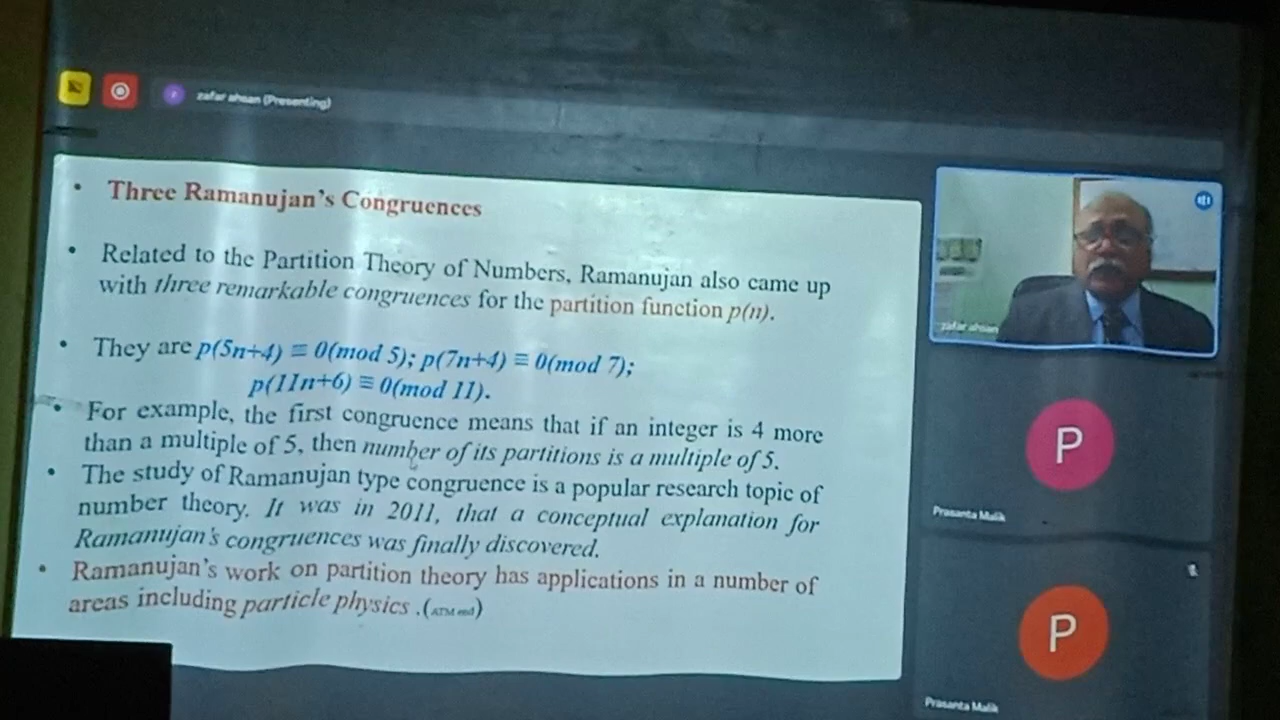 zafar ahsan (Presenting)
• Three Ramanujan's Congruences
• Related to the Partition Theory of Numbers, Ramanujan also came up
with three remarkable congruences for the partition function p(n).
• They are p(5n+4) ≡ 0(mod 5); p(7n+4) ≡ 0(mod 7);
p(11n+6) ≡ 0(mod 11).
• For example, the first congruence means that if an integer is 4 more
than a multiple of 5, then number of its partitions is a multiple of 5.
• The study of Ramanujan type congruence is a popular research topic of
number theory. It was in 2011, that a conceptual explanation for
Ramanujan's congruences was finally discovered.
• Ramanujan's work on partition theory has applications in a number of
areas including particle physics .(ATM end)
zafar ahsan
P
Prasanta Malik
P
Prasanta Malik